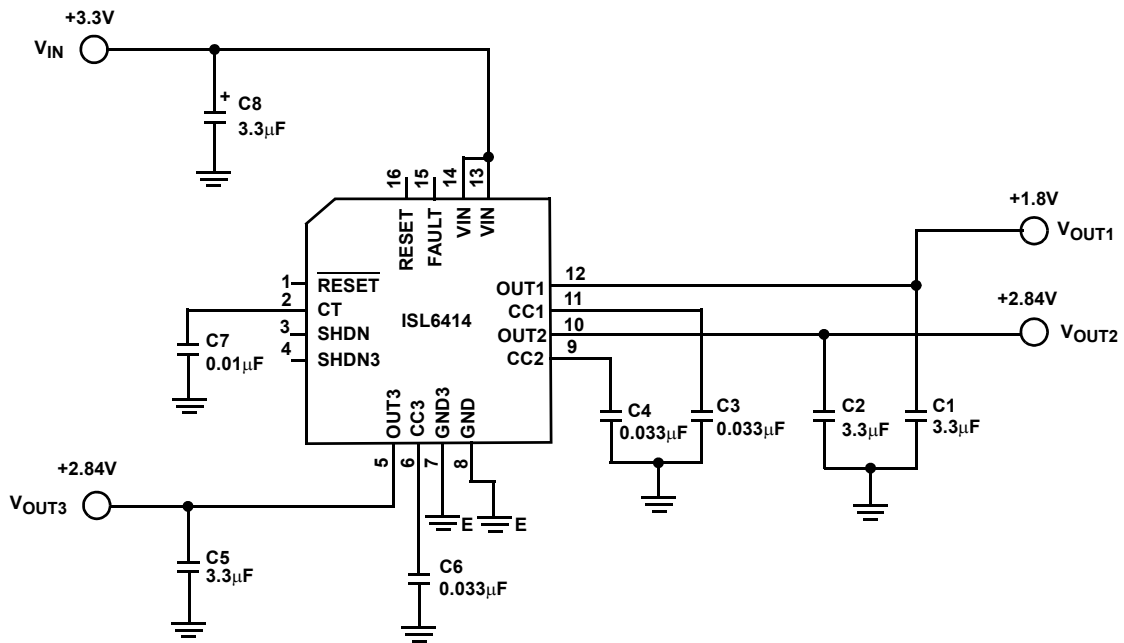 +3.3V
VIN
+
C8
3.3μF
16
15
14
13
RESET
FAULT
VIN
VIN
+1.8V
VOUT1
1
RESET
OUT1
12
2
CT
CC1
11
ISL6414
+2.84V
3
SHDN
OUT2
10
VOUT2
4
SHDN3
CC2
9
C7
0.01μF
OUT3
CC3
GND3
GND
C4
0.033μF
C3
0.033μF
C2
3.3μF
C1
3.3μF
5
6
7
8
+2.84V
VOUT3
E
E
C5
3.3μF
C6
0.033μF